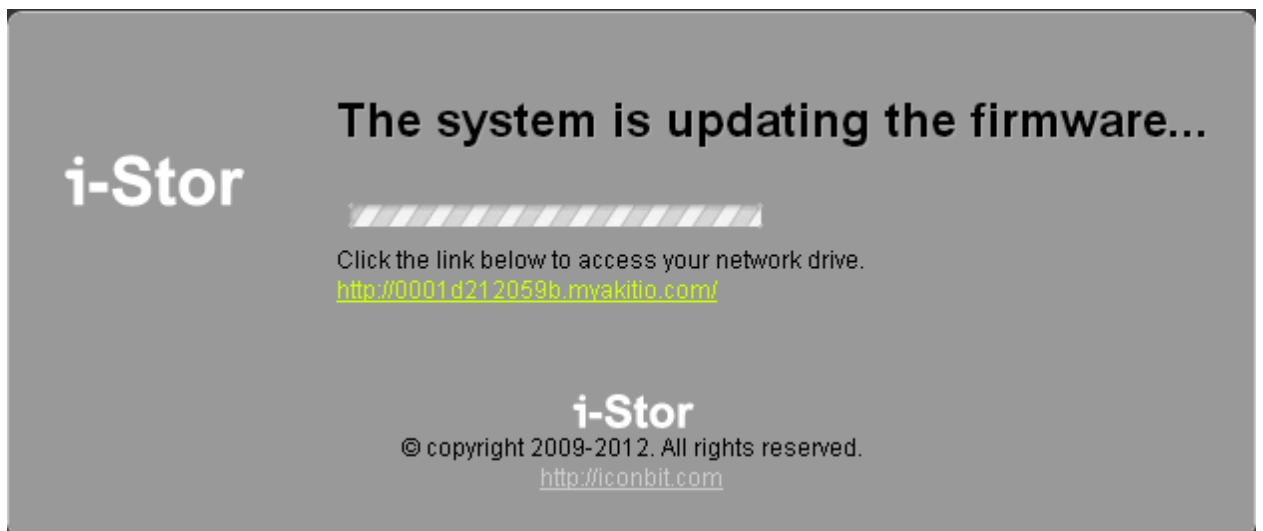 The system is updating the firmware...
i-Stor
Click the link below to access your network drive.
http://0001d212059b.myakitio.com/
i-Stor
© copyright 2009-2012. All rights reserved.
http://iconbit.com